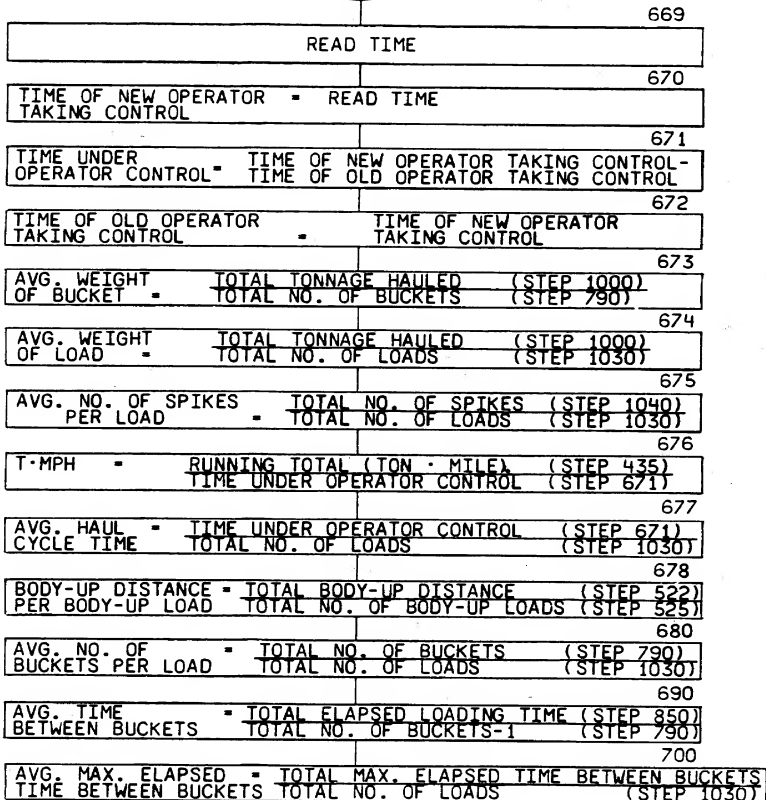 669
READ TIME
670
TIME OF NEW OPERATOR = READ TIME
TAKING CONTROL
671
TIME UNDER TIME OF NEW OPERATOR TAKING CONTROL-
OPERATOR CONTROL= TIME OF OLD OPERATOR TAKING CONTROL
672
TIME OF OLD OPERATOR TIME OF NEW OPERATOR
TAKING CONTROL = TAKING CONTROL
673
AVG. WEIGHT TOTAL TONNAGE HAULED (STEP 1000)
OF BUCKET = TOTAL NO. OF BUCKETS (STEP 790)
674
AVG. WEIGHT TOTAL TONNAGE HAULED (STEP 1000)
OF LOAD = TOTAL NO. OF LOADS (STEP 1030)
675
AVG. NO. OF SPIKES TOTAL NO. OF SPIKES (STEP 1040)
PER LOAD = TOTAL NO. OF LOADS (STEP 1030)
676
T·MPH = RUNNING TOTAL (TON · MILE) (STEP 435)
TIME UNDER OPERATOR CONTROL (STEP 671)
677
AVG. HAUL = TIME UNDER OPERATOR CONTROL (STEP 671)
CYCLE TIME TOTAL NO. OF LOADS (STEP 1030)
678
BODY-UP DISTANCE = TOTAL BODY-UP DISTANCE (STEP 522)
PER BODY-UP LOAD TOTAL NO. OF BODY-UP LOADS (STEP 525)
680
AVG. NO. OF = TOTAL NO. OF BUCKETS (STEP 790)
BUCKETS PER LOAD TOTAL NO. OF LOADS (STEP 1030)
690
AVG. TIME = TOTAL ELAPSED LOADING TIME (STEP 850)
BETWEEN BUCKETS TOTAL NO. OF BUCKETS-1 (STEP 790)
700
AVG. MAX. ELAPSED = TOTAL MAX. ELAPSED TIME BETWEEN BUCKETS
TIME BETWEEN BUCKETS TOTAL NO. OF LOADS (STEP 1030)